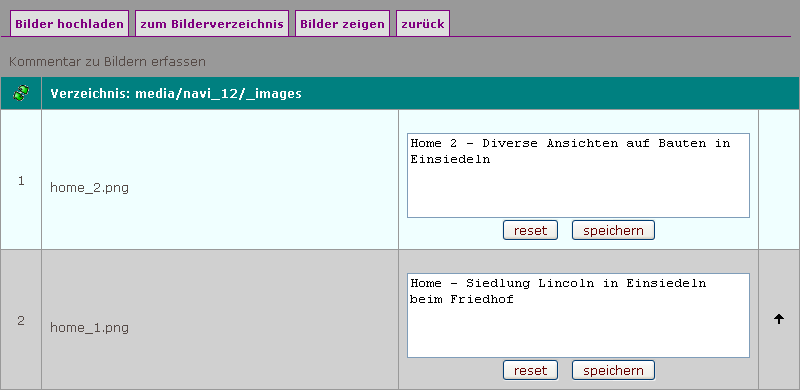 Bilder hochladen zum Bilderverzeichnis Bilder zeigen zurück
Kommentar zu Bildern erfassen
Verzeichnis: media/navi_12/_images
1
home_2.png
Home 2 - Diverse Ansichten auf Bauten in
Einsiedeln
reset speichern
2
home_1.png
Home - Siedlung Lincoln in Einsiedeln
beim Friedhof
reset speichern